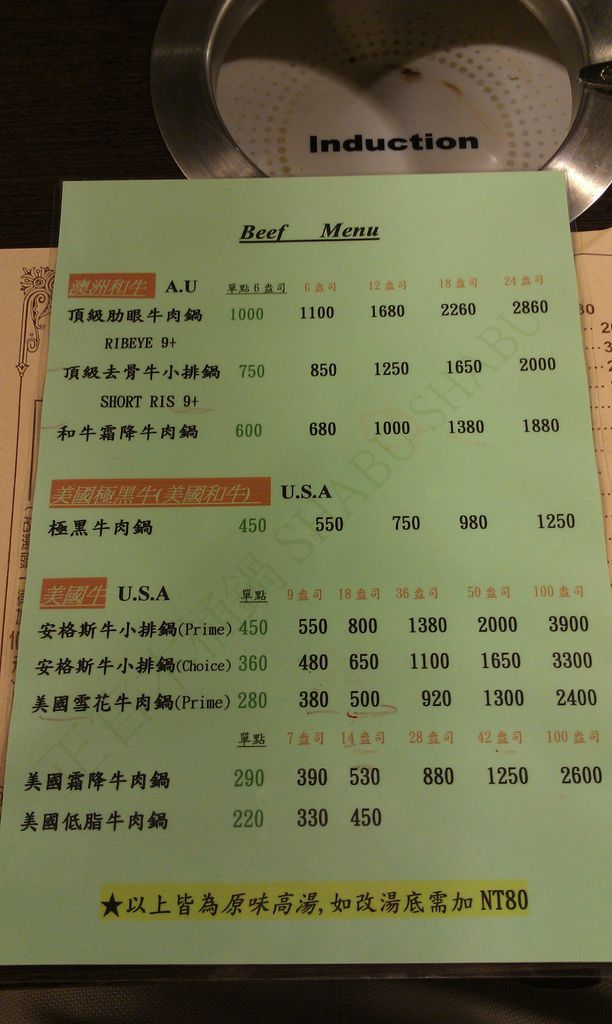 Induction
Beef Menu
澳洲和牛 A.U 單點6盎司 6盎司 12盎司 18盎司 24盎司
頂級肋眼牛肉鍋 1000 1100 1680 2260 2860
RIBEYE 9+
頂級去骨牛小排鍋 750 850 1250 1650 2000
SHORT RIS 9+
和牛霜降牛肉鍋 600 680 1000 1380 1880
美國極黑牛(美國和牛) U.S.A
極黑牛肉鍋 450 550 750 980 1250
美國牛 U.S.A 單點 9盎司 18盎司 36盎司 50盎司 100盎司
安格斯牛小排鍋(Prime) 450 550 800 1380 2000 3900
安格斯牛小排鍋(Choice) 360 480 650 1100 1650 3300
美國雪花牛肉鍋(Prime) 280 380 500 920 1300 2400
單點 7盎司 14盎司 28盎司 42盎司 100盎司
美國霜降牛肉鍋 290 390 530 880 1250 2600
美國低脂牛肉鍋 220 330 450
★以上皆為原味高湯,如改湯底需加 NT80
鍋 SHABU SHABU